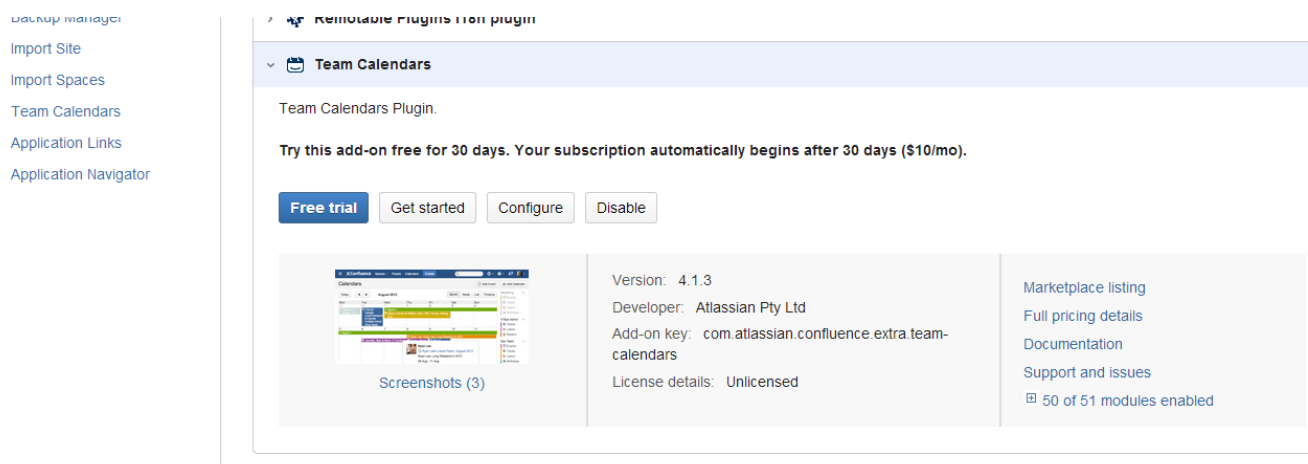 Backup Manager
Import Site
Import Spaces
Team Calendars
Application Links
Application Navigator
Remotable Plugins I18n plugin
Team Calendars
Team Calendars Plugin.
Try this add-on free for 30 days. Your subscription automatically begins after 30 days ($10/mo).
Free trial Get started Configure Disable
Confluence
Calendars
August 2013
Screenshots (3)
Version: 4.1.3
Developer: Atlassian Pty Ltd
Add-on key: com.atlassian.confluence.extra.team-
calendars
License details: Unlicensed
Marketplace listing
Full pricing details
Documentation
Support and issues
50 of 51 modules enabled